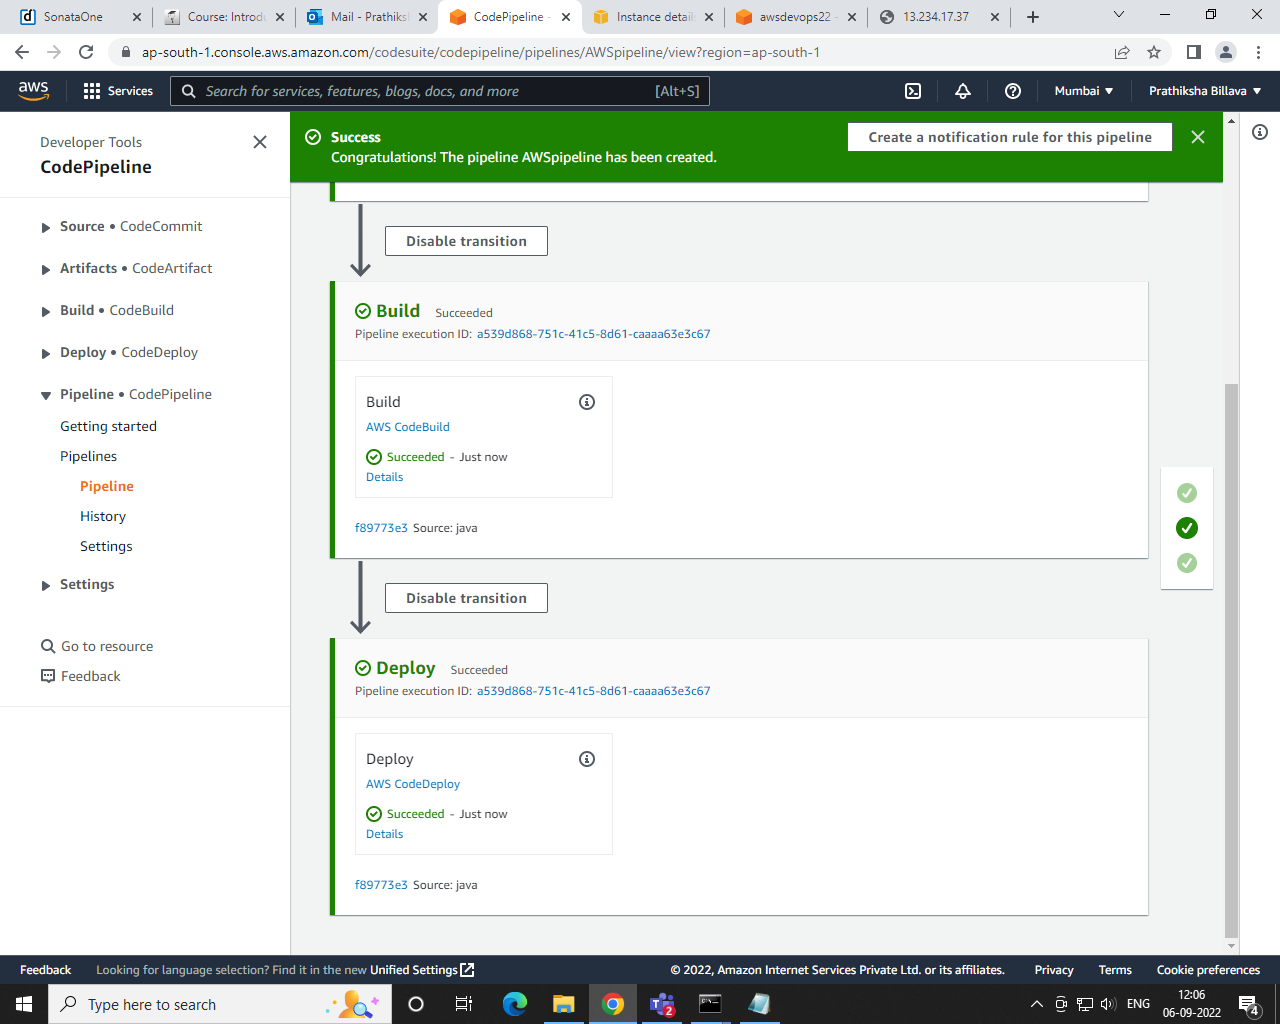 SonataOne
Course: Introdu
Mail - Prathiks
CodePipeline -
Instance detail
awsdevops22 -
13.234.17.37
ap-south-1.console.aws.amazon.com/codesuite/codepipeline/pipelines/AWSpipeline/view?region=ap-south-1
aws
Services
Search for services, features, blogs, docs, and more [Alt+S]
Mumbai
Prathiksha Billava
Developer Tools
CodePipeline
Source • CodeCommit
Artifacts • CodeArtifact
Build • CodeBuild
Deploy • CodeDeploy
Pipeline • CodePipeline
Getting started
Pipelines
Pipeline
History
Settings
Settings
Go to resource
Feedback
Success
Congratulations! The pipeline AWSpipeline has been created.
Create a notification rule for this pipeline
Disable transition
Build Succeeded
Pipeline execution ID: a539d868-751c-41c5-8d61-caaaa63e3c67
Build
AWS CodeBuild
Succeeded - Just now
Details
f89773e3 Source: java
Disable transition
Deploy Succeeded
Pipeline execution ID: a539d868-751c-41c5-8d61-caaaa63e3c67
Deploy
AWS CodeDeploy
Succeeded - Just now
Details
f89773e3 Source: java
Feedback
Looking for language selection? Find it in the new Unified Settings
© 2022, Amazon Internet Services Private Ltd. or its affiliates.
Privacy
Terms
Cookie preferences
Type here to search
2
ENG
12:06
06-09-2022
4